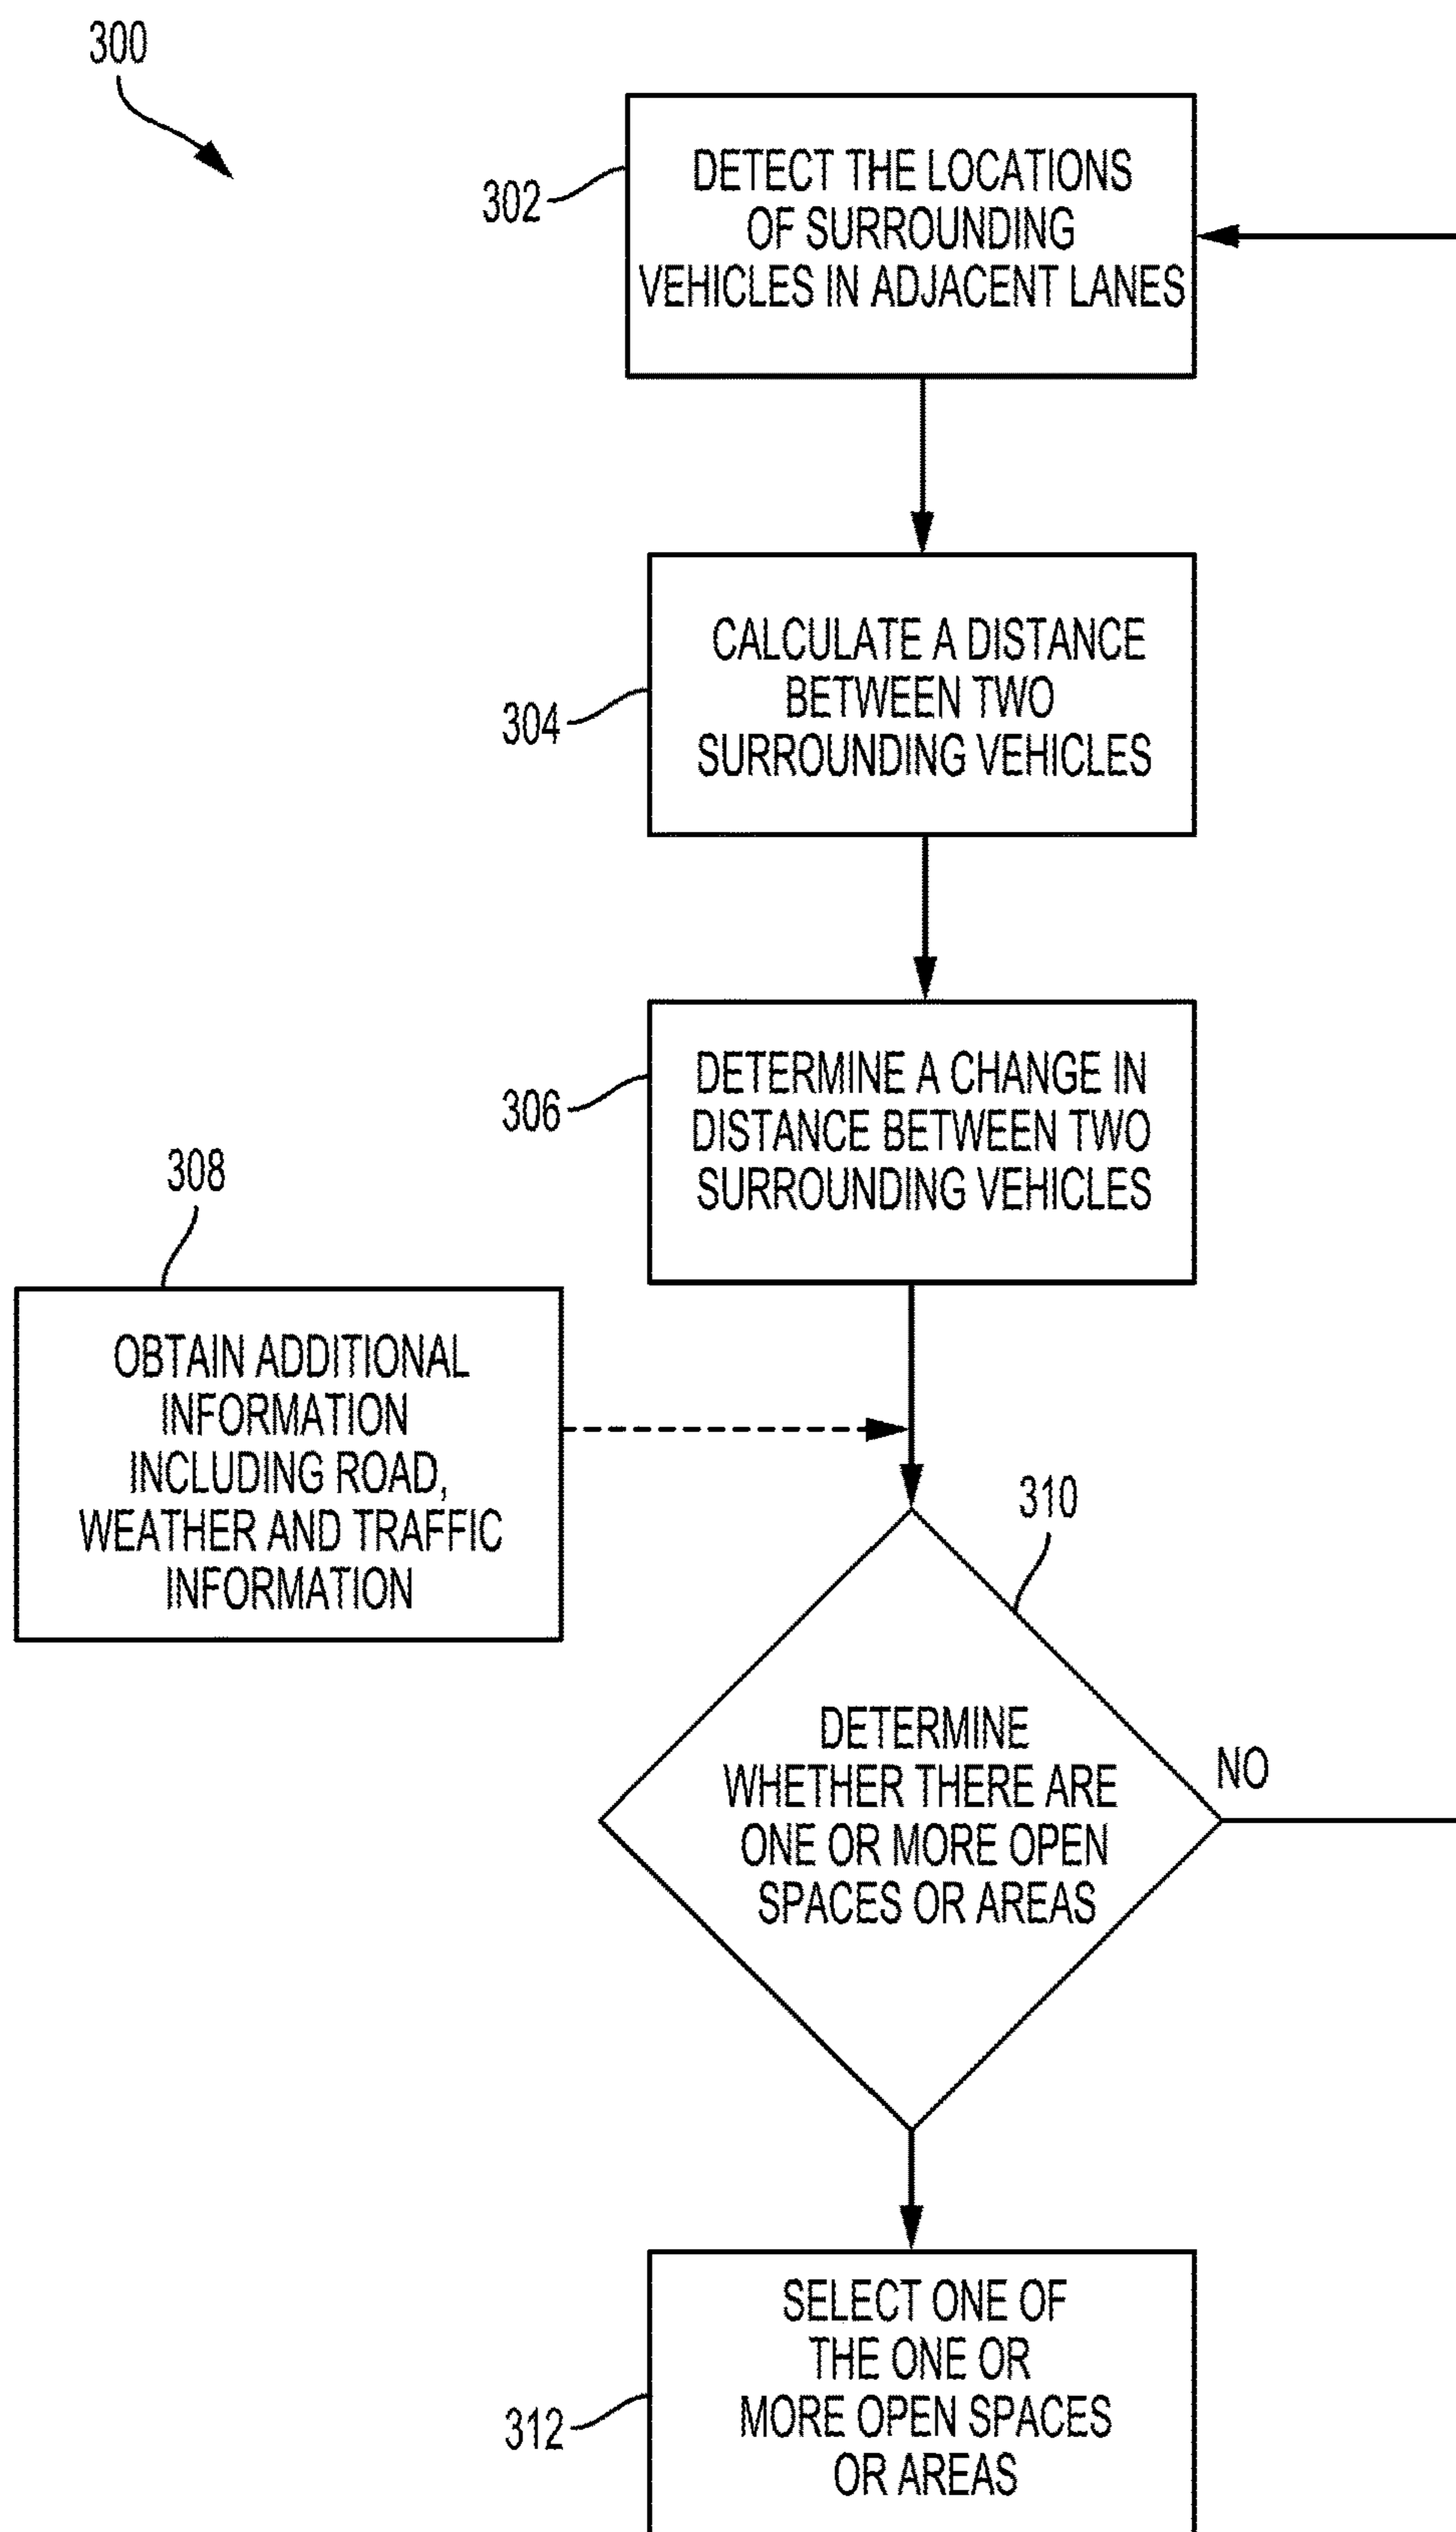 300
302
DETECT THE LOCATIONS
OF SURROUNDING
VEHICLES IN ADJACENT LANES
304
CALCULATE A DISTANCE
BETWEEN TWO
SURROUNDING VEHICLES
306
DETERMINE A CHANGE IN
DISTANCE BETWEEN TWO
SURROUNDING VEHICLES
308
OBTAIN ADDITIONAL
INFORMATION
INCLUDING ROAD,
WEATHER AND TRAFFIC
INFORMATION
310
DETERMINE
WHETHER THERE ARE
ONE OR MORE OPEN
SPACES OR AREAS
NO
312
SELECT ONE OF
THE ONE OR
MORE OPEN SPACES
OR AREAS